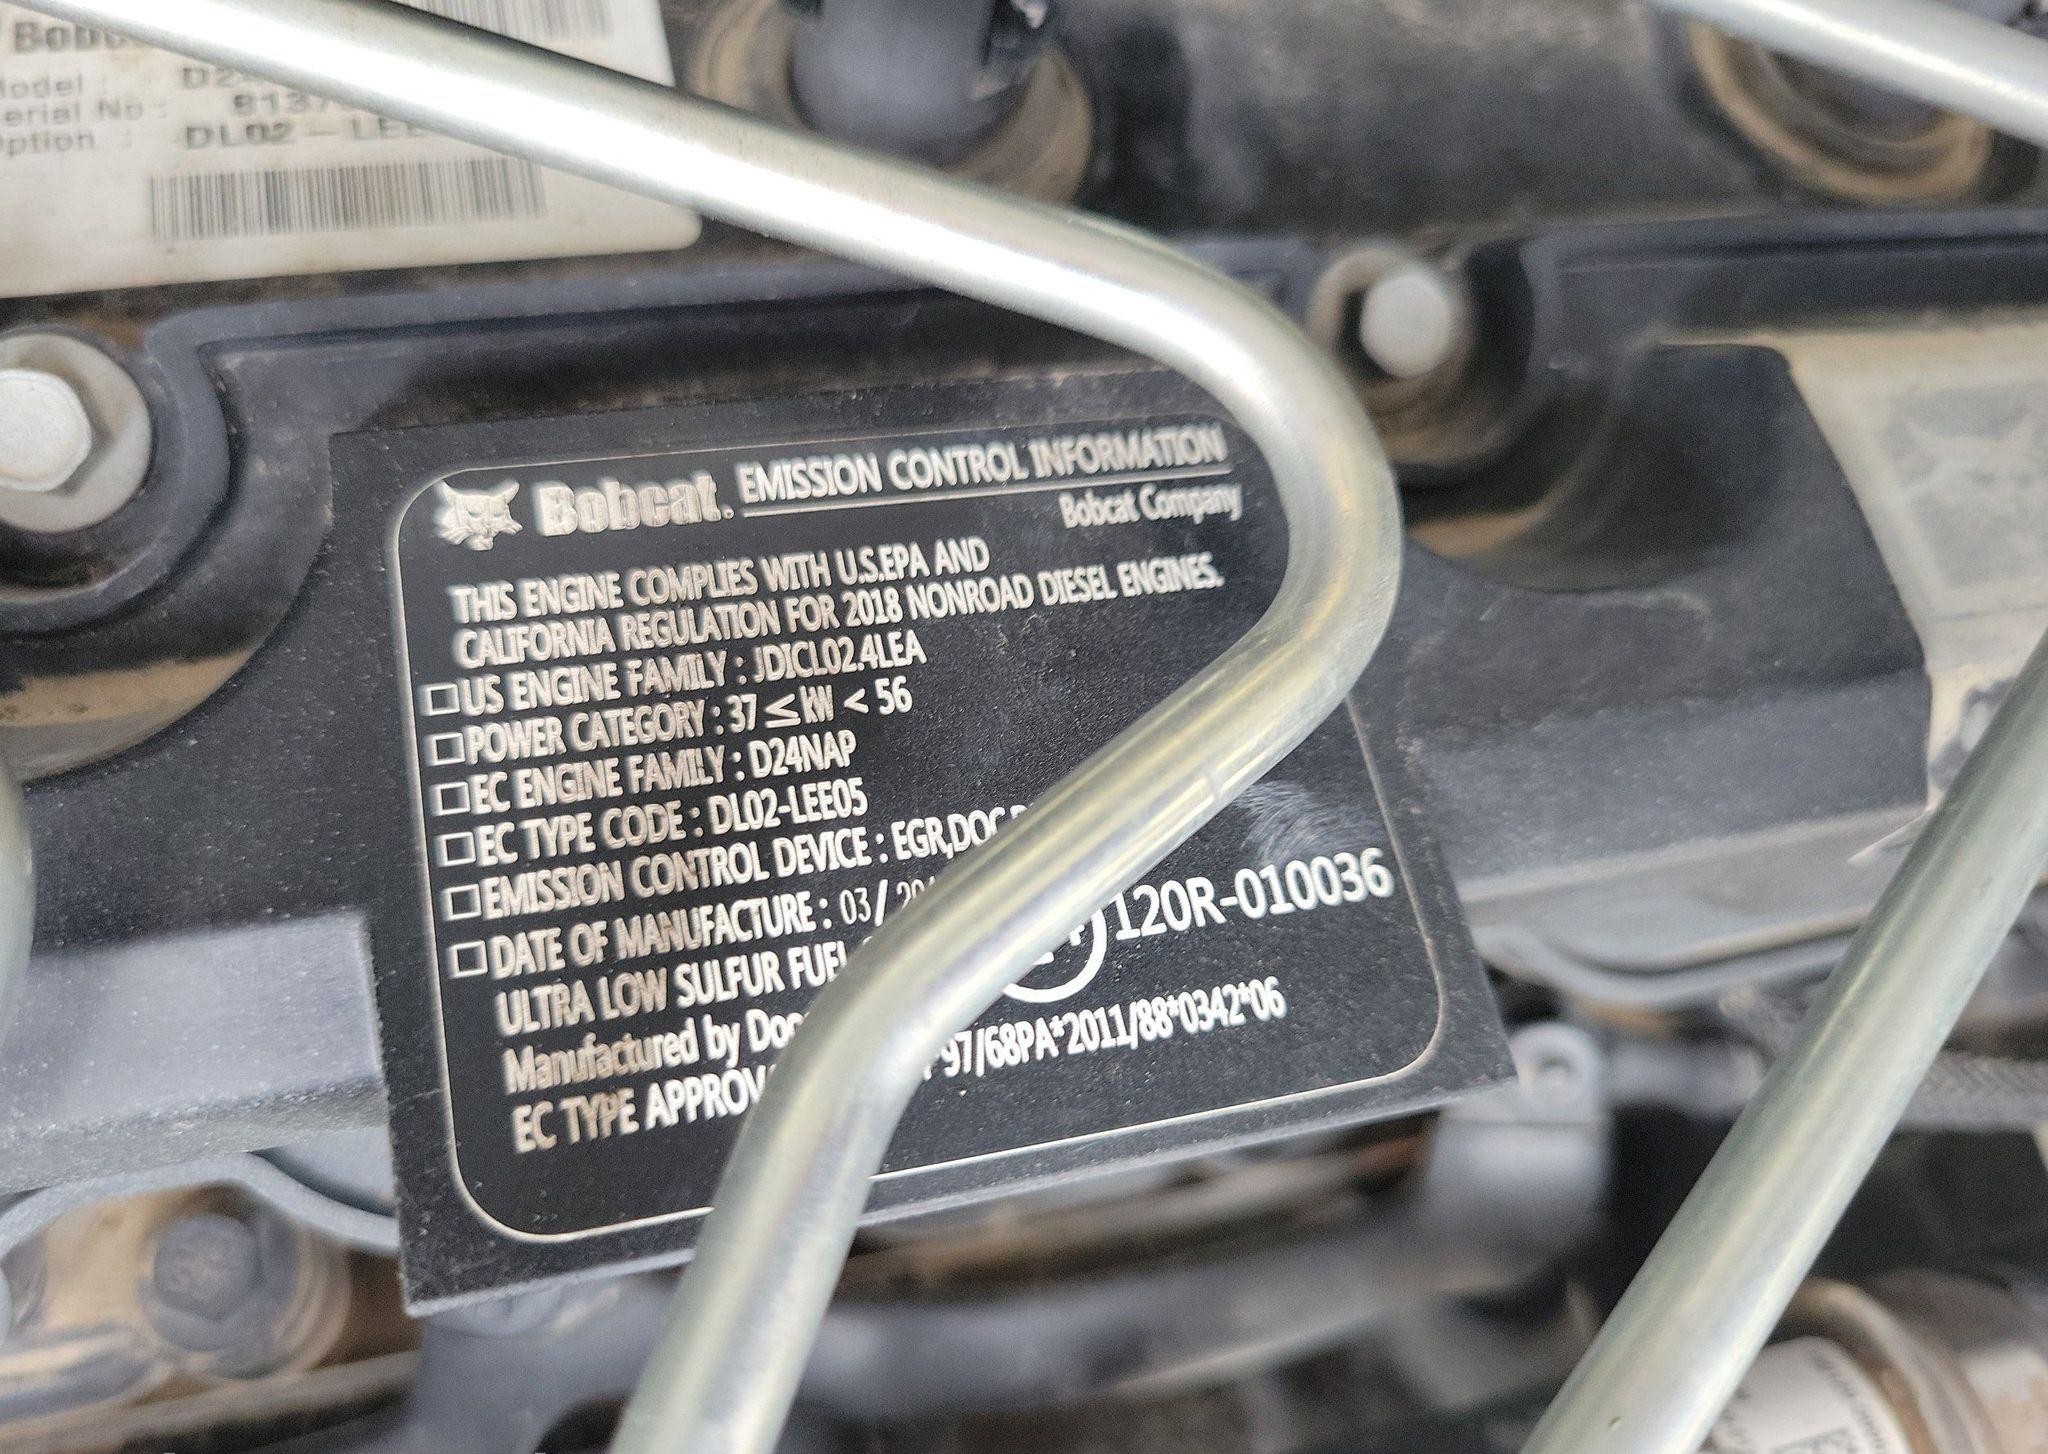 Model :
Serial No :
Option : DL02 - LEE
Bobcat. EMISSION CONTROL INFORMATION
Bobcat Company
THIS ENGINE COMPLIES WITH U.S.EPA AND
CALIFORNIA REGULATION FOR 2018 NONROAD DIESEL ENGINES.
□US ENGINE FAMILY : JDICL02.4LEA
□POWER CATEGORY : 37 ≤ kW < 56
□EC ENGINE FAMILY : D24NAP
□EC TYPE CODE : DL02-LEE05
□EMISSION CONTROL DEVICE : EGR,DOC
□DATE OF MANUFACTURE : 03/
ULTRA LOW SULFUR FUEL
120R-010036
Manufactured by
EC TYPE 97/68PA*2011/88*0342*06